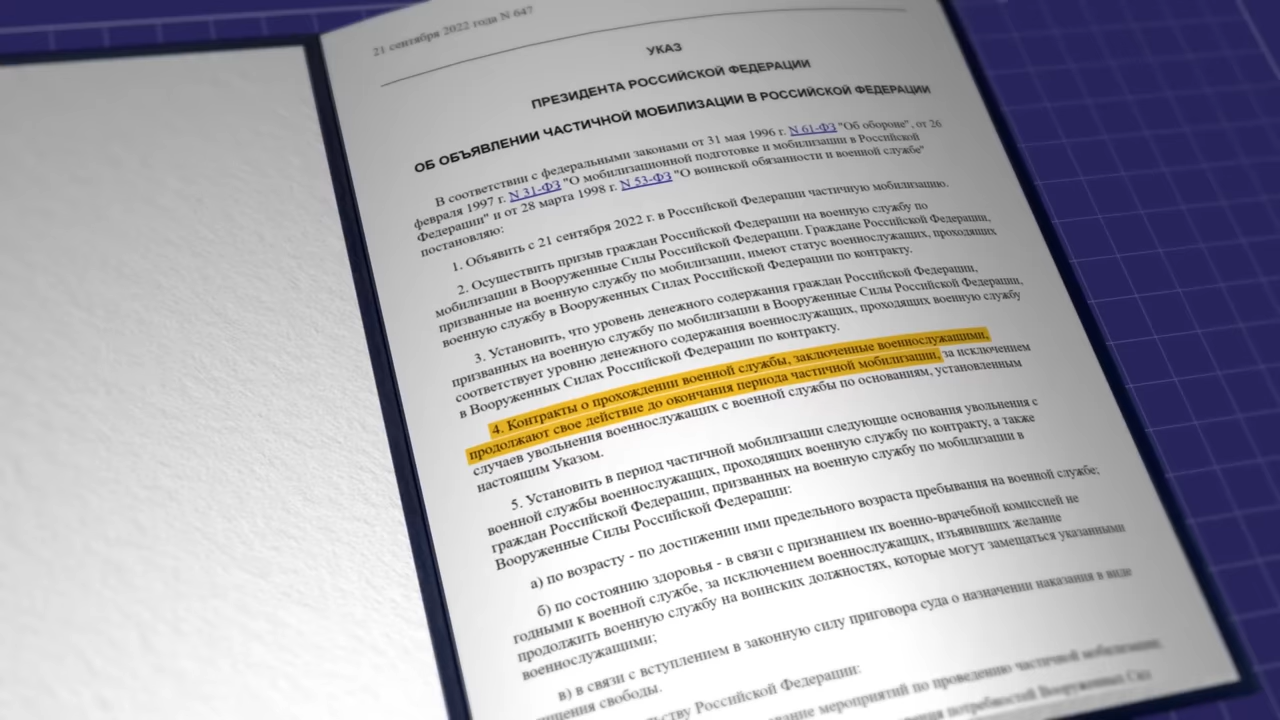 21 сентября 2022 года N 647
УКАЗ
ПРЕЗИДЕНТА РОССИЙСКОЙ ФЕДЕРАЦИИ
ОБ ОБЪЯВЛЕНИИ ЧАСТИЧНОЙ МОБИЛИЗАЦИИ В РОССИЙСКОЙ ФЕДЕРАЦИИ
В соответствии с федеральными законами от 31 мая 1996 г. N 61-ФЗ "Об обороне", от 26
февраля 1997 г. N 31-ФЗ "О мобилизационной подготовке и мобилизации в Российской
Федерации" и от 28 марта 1998 г. N 53-ФЗ "О воинской обязанности и военной службе"
постановляю:
1. Объявить с 21 сентября 2022 г. в Российской Федерации частичную мобилизацию.
2. Осуществить призыв граждан Российской Федерации на военную службу по
мобилизации в Вооруженные Силы Российской Федерации. Граждане Российской Федерации,
призванные на военную службу по мобилизации, имеют статус военнослужащих, проходящих
военную службу в Вооруженных Силах Российской Федерации по контракту.
3. Установить, что уровень денежного содержания граждан Российской Федерации,
призванных на военную службу по мобилизации в Вооруженные Силы Российской Федерации,
соответствует уровню денежного содержания военнослужащих, проходящих военную службу
в Вооруженных Силах Российской Федерации по контракту.
4. Контракты о прохождении военной службы, заключенные военнослужащими,
продолжают свое действие до окончания периода частичной мобилизации, за исключением
случаев увольнения военнослужащих с военной службы по основаниям, установленным
настоящим Указом.
5. Установить в период частичной мобилизации следующие основания увольнения с
военной службы военнослужащих, проходящих военную службу по контракту, а также
граждан Российской Федерации, призванных на военную службу по мобилизации в
Вооруженные Силы Российской Федерации:
а) по возрасту - по достижении ими предельного возраста пребывания на военной службе;
б) по состоянию здоровья - в связи с признанием их военно-врачебной комиссией не
годными к военной службе, за исключением военнослужащих, изъявивших желание
продолжить военную службу на воинских должностях, которые могут замещаться указанными
военнослужащими;
в) в связи с вступлением в законную силу приговора суда о назначении наказания в виде
свободы.
Российской Федерации:
мероприятий по проведению частичной мобилизации;
потребностей Вооруженных Сил